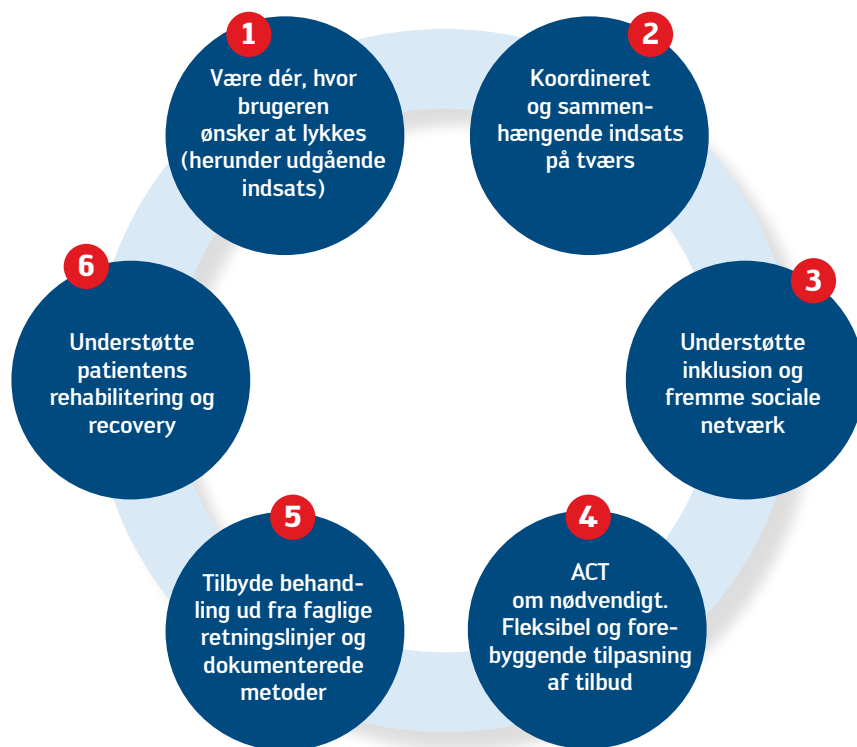 1
Være dér, hvor
brugeren
ønsker at lykkes
(herunder udgående
indsats)
2
Koordineret
og sammen-
hængende indsats
på tværs
3
Understøtte
inklusion og
fremme sociale
netværk
4
ACT
om nødvendigt.
Fleksibel og fore-
byggende tilpasning
af tilbud
5
Tilbyde behand-
ling ud fra faglige
retningslinjer og
dokumenterede
metoder
6
Understøtte
patientens
rehabilitering og
recovery